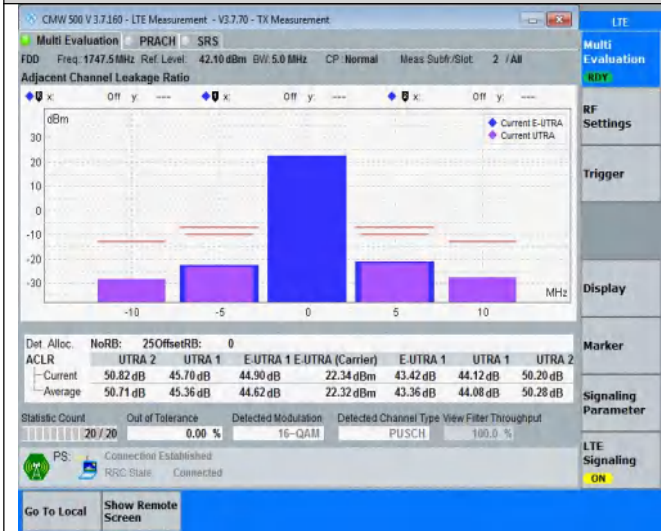 CMW 500 V 3.7.160 - LTE Measurement - V3.7.70 - TX Measurement
LTE
Multi Evaluation PRACH SRS
Multi
Evaluation
RDY
FDD Freq.: 1747.5 MHz Ref. Level: 42.10 dBm BW: 5.0 MHz CP: Normal Meas Subfr./Slot: 2 / All
Adjacent Channel Leakage Ratio
x: Off y: --- x: Off y: --- x: Off y: ---
dBm
Current E-UTRA
Current UTRA
30
20
10
0
-10
-20
-30
MHz
-10 -5 0 5 10
RF
Settings
Trigger
Display
Marker
Signaling
Parameter
LTE
Signaling
ON
Det. Alloc. NoRB: 25 OffsetRB: 0
ACLR UTRA 2 UTRA 1 E-UTRA 1 E-UTRA (Carrier) E-UTRA 1 UTRA 1 UTRA 2
Current 50.82 dB 45.70 dB 44.90 dB 22.34 dBm 43.42 dB 44.12 dB 50.20 dB
Average 50.71 dB 45.36 dB 44.62 dB 22.32 dBm 43.36 dB 44.08 dB 50.28 dB
Statistic Count Out of Tolerance Detected Modulation Detected Channel Type View Filter Throughput
20 / 20 0.00 % 16-QAM PUSCH 100.0 %
PS: Connection Established
RRC State: Connected
Go To Local
Show Remote
Screen